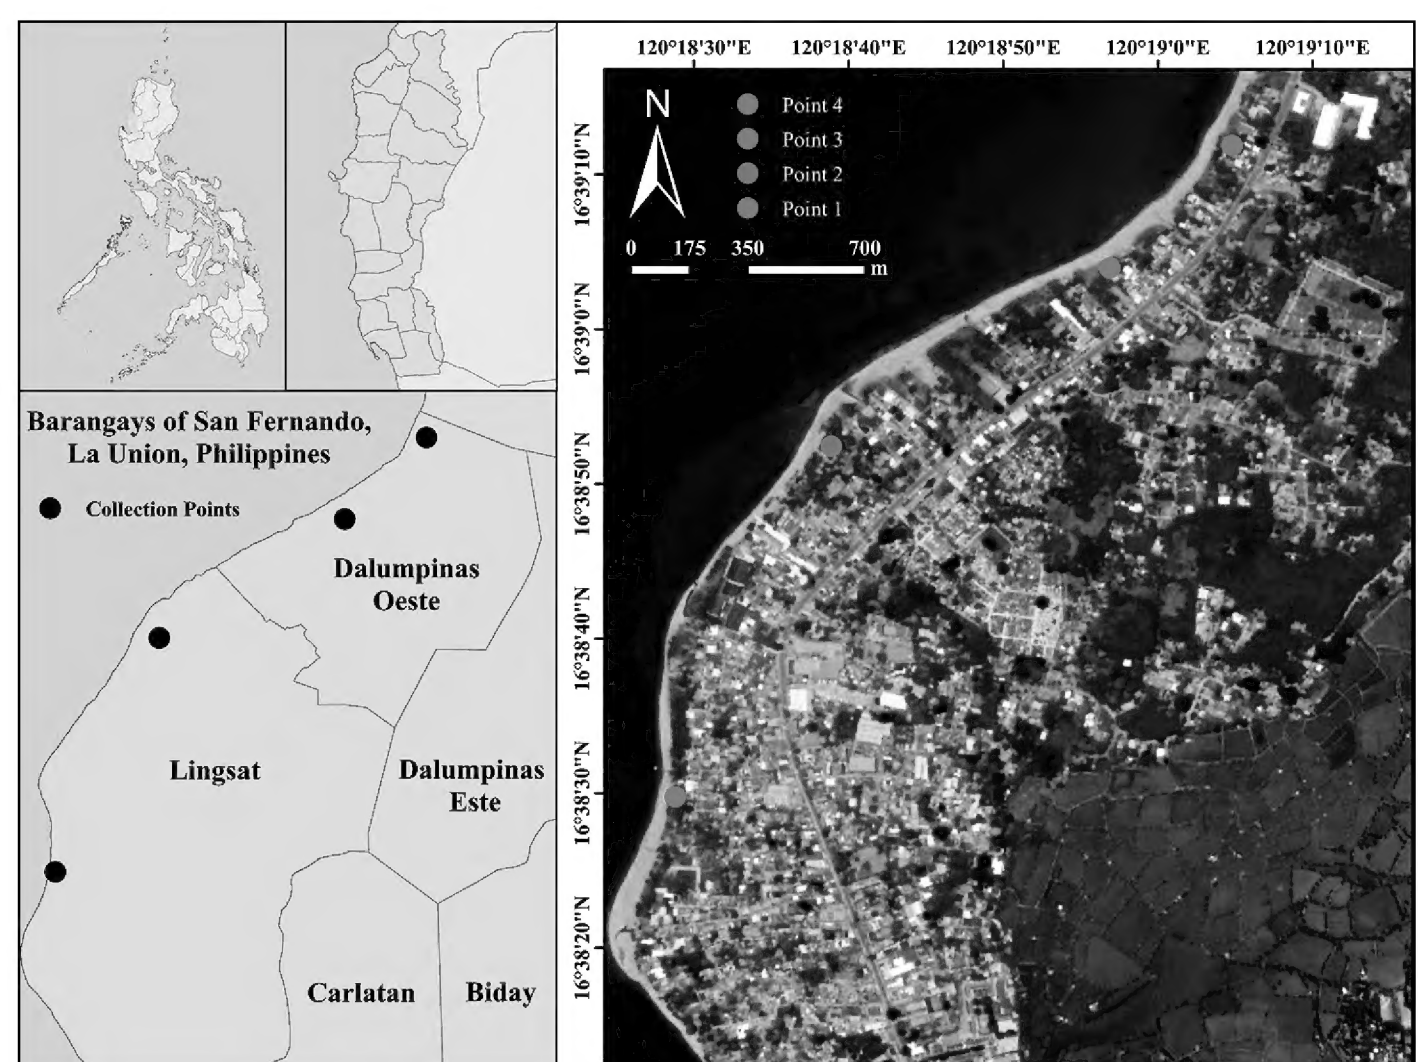 Barangays of San Fernando,
La Union, Philippines
Collection Points
Dalumpinas
Oeste
Lingsat
Dalumpinas
Este
Carlatan
Biday
120°18'30"E 120°18'40"E 120°18'50"E 120°19'0"E 120°19'10"E
N
Point 4
Point 3
Point 2
Point 1
0 175 350 700
m
16°39'10"N
16°39'0"N
16°38'50"N
16°38'40"N
16°38'30"N
16°38'20"N